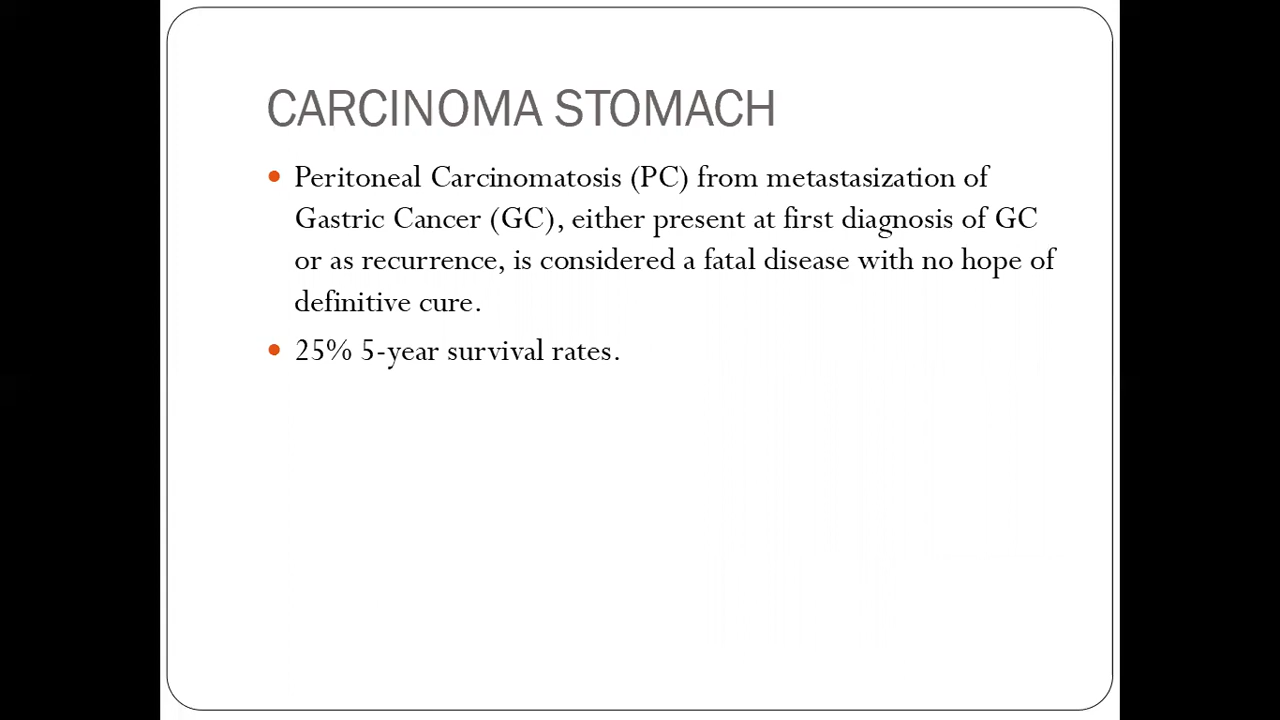 CARCINOMA STOMACH
• Peritoneal Carcinomatosis (PC) from metastasization of
Gastric Cancer (GC), either present at first diagnosis of GC
or as recurrence, is considered a fatal disease with no hope of
definitive cure.
• 25% 5-year survival rates.